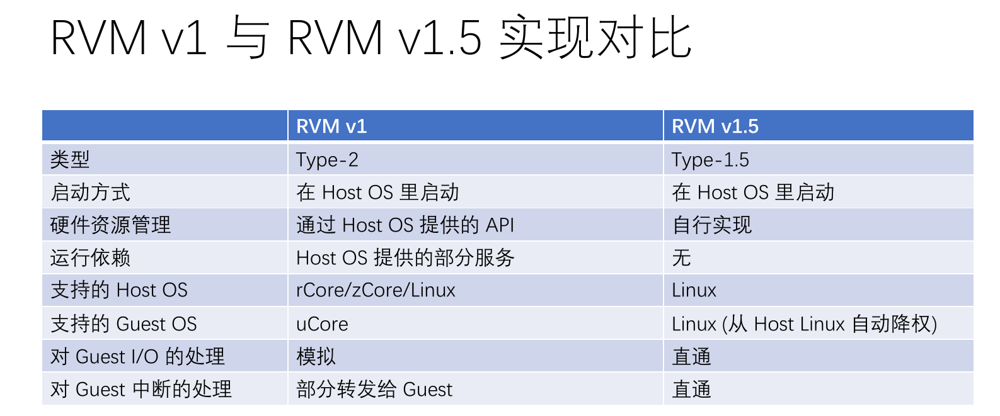 RVM v1 与 RVM v1.5 实现对比
RVM v1 RVM v1.5
类型 Type-2 Type-1.5
启动方式 在 Host OS 里启动 在 Host OS 里启动
硬件资源管理 通过 Host OS 提供的 API 自行实现
运行依赖 Host OS 提供的部分服务 无
支持的 Host OS rCore/zCore/Linux Linux
支持的 Guest OS uCore Linux (从 Host Linux 自动降权)
对 Guest I/O 的处理 模拟 直通
对 Guest 中断的处理 部分转发给 Guest 直通